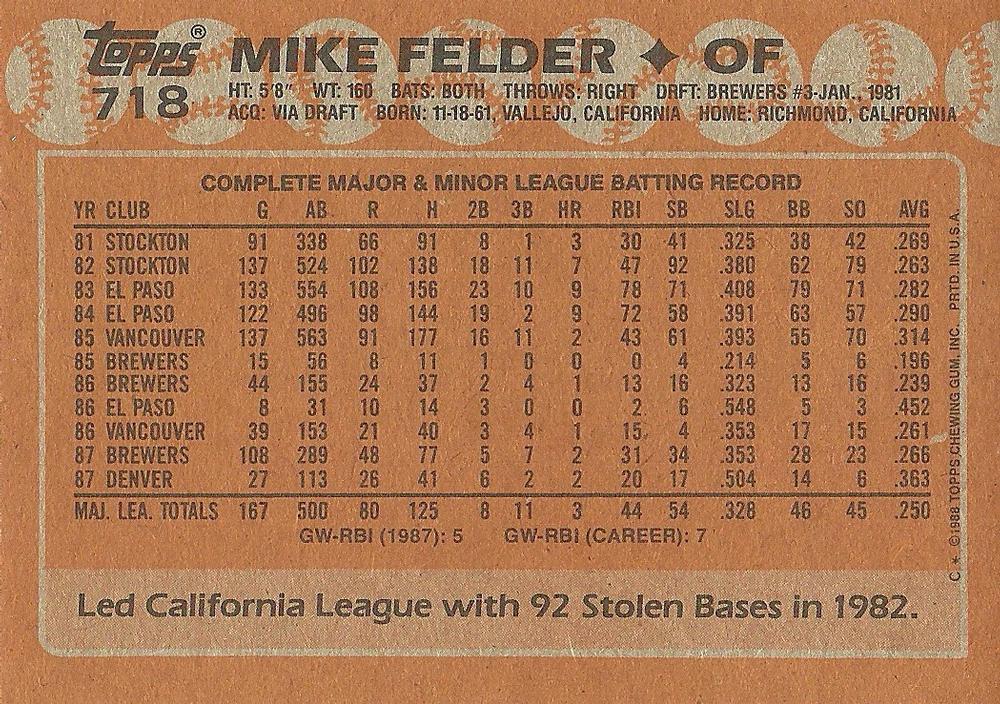 topps® MIKE FELDER ✦ OF
718 HT: 5'8" WT: 160 BATS: BOTH THROWS: RIGHT DRFT: BREWERS #3-JAN., 1981
ACQ: VIA DRAFT BORN: 11-18-61, VALLEJO, CALIFORNIA HOME: RICHMOND, CALIFORNIA
COMPLETE MAJOR & MINOR LEAGUE BATTING RECORD
YR CLUB G AB R H 2B 3B HR RBI SB SLG BB SO AVG
81 STOCKTON 91 338 66 91 8 1 3 30 41 .325 38 42 .269
82 STOCKTON 137 524 102 138 18 11 7 47 92 .380 62 79 .263
83 EL PASO 133 554 108 156 23 10 9 78 71 .408 79 71 .282
84 EL PASO 122 496 98 144 19 2 9 72 58 .391 63 57 .290
85 VANCOUVER 137 563 91 177 16 11 2 43 61 .393 55 70 .314
85 BREWERS 15 56 8 11 1 0 0 0 4 .214 5 6 .196
86 BREWERS 44 155 24 37 2 4 1 13 16 .323 13 16 .239
86 EL PASO 8 31 10 14 3 0 0 2 6 .548 5 3 .452
86 VANCOUVER 39 153 21 40 3 4 1 15 4 .353 17 15 .261
87 BREWERS 108 289 48 77 5 7 2 31 34 .353 28 23 .266
87 DENVER 27 113 26 41 6 2 2 20 17 .504 14 6 .363
MAJ. LEA. TOTALS 167 500 80 125 8 11 3 44 54 .328 46 45 .250
GW-RBI (1987): 5 GW-RBI (CAREER): 7
Led California League with 92 Stolen Bases in 1982.
C * ©1988 TOPPS CHEWING GUM, INC. PRTD. IN U.S.A.